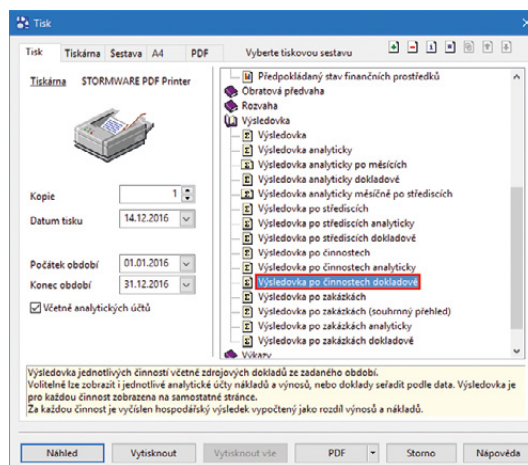 Tisk
Tisk Tiskárna Sestava A4 PDF Vyberte tiskovou sestavu
Tiskárna STORMWARE PDF Printer
Kopie 1
Datum tisku 14.12.2016
Počátek období 01.01.2016
Konec období 31.12.2016
Včetně analytických účtů
Předpokládaný stav finančních prostředků
Obratová předvaha
Rozvaha
Výsledovka
Výsledovka
Výsledovka analyticky
Výsledovka analyticky po měsících
Výsledovka analyticky dokladově
Výsledovka analyticky měsíčně po střediscích
Výsledovka po střediscích
Výsledovka po střediscích analyticky
Výsledovka po střediscích dokladově
Výsledovka po činnostech
Výsledovka po činnostech analyticky
Výsledovka po činnostech dokladově
Výsledovka po zakázkách
Výsledovka po zakázkách (souhrnný přehled)
Výsledovka po zakázkách analyticky
Výsledovka po zakázkách dokladově
Výkazy
Výsledovka jednotlivých činností včetně zdrojových dokladů ze zadaného období.
Volitelně lze zobrazit i jednotlivé analytické účty nákladů a výnosů, nebo doklady seřadit podle data. Výsledovka je
pro každou činnost zobrazena na samostatné stránce.
Za každou činnost je vyčíslen hospodářský výsledek vypočtený jako rozdíl výnosů a nákladů.
Náhled Vytisknout Vytisknout vše PDF Storno Nápověda